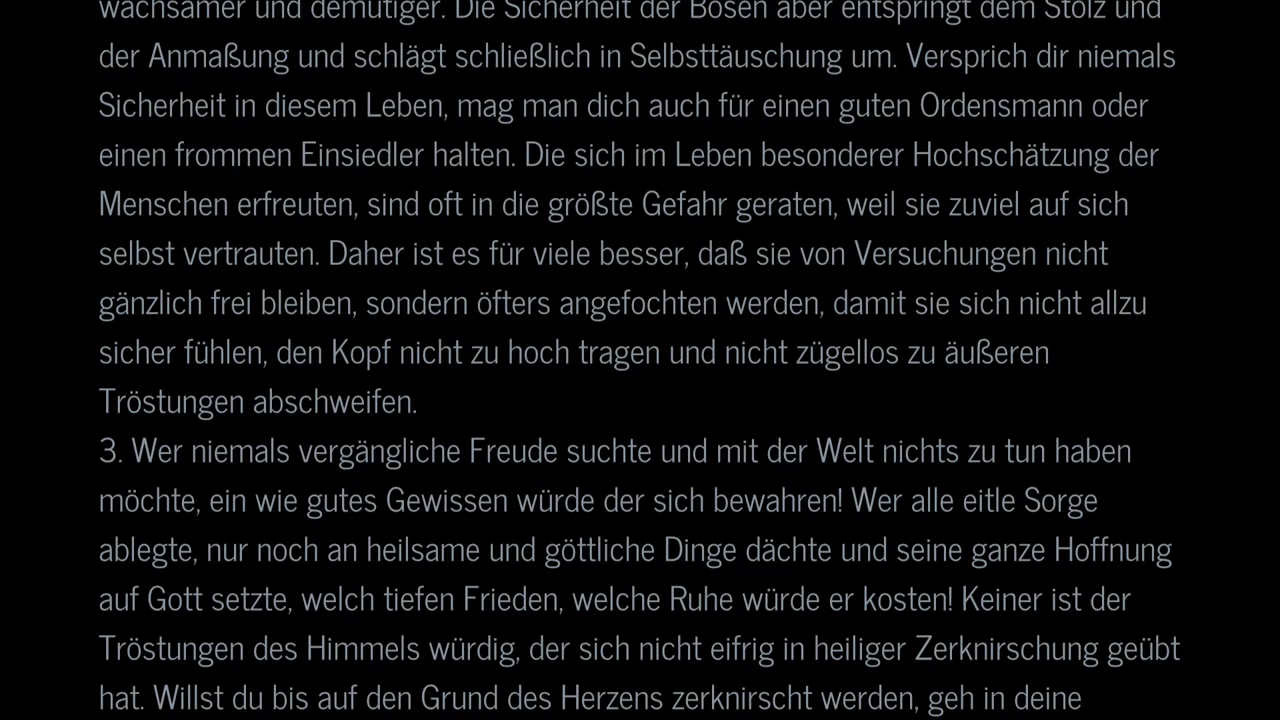 wachsamer und demütiger. Die Sicherheit der Bösen aber entspringt dem Stolz und
der Anmaßung und schlägt schließlich in Selbsttäuschung um. Versprich dir niemals
Sicherheit in diesem Leben, mag man dich auch für einen guten Ordensmann oder
einen frommen Einsiedler halten. Die sich im Leben besonderer Hochschätzung der
Menschen erfreuten, sind oft in die größte Gefahr geraten, weil sie zuviel auf sich
selbst vertrauten. Daher ist es für viele besser, daß sie von Versuchungen nicht
gänzlich frei bleiben, sondern öfters angefochten werden, damit sie sich nicht allzu
sicher fühlen, den Kopf nicht zu hoch tragen und nicht zügellos zu äußeren
Tröstungen abschweifen.
3. Wer niemals vergängliche Freude suchte und mit der Welt nichts zu tun haben
möchte, ein wie gutes Gewissen würde der sich bewahren! Wer alle eitle Sorge
ablegte, nur noch an heilsame und göttliche Dinge dächte und seine ganze Hoffnung
auf Gott setzte, welch tiefen Frieden, welche Ruhe würde er kosten! Keiner ist der
Tröstungen des Himmels würdig, der sich nicht eifrig in heiliger Zerknirschung geübt
hat. Willst du bis auf den Grund des Herzens zerknirscht werden, geh in deine